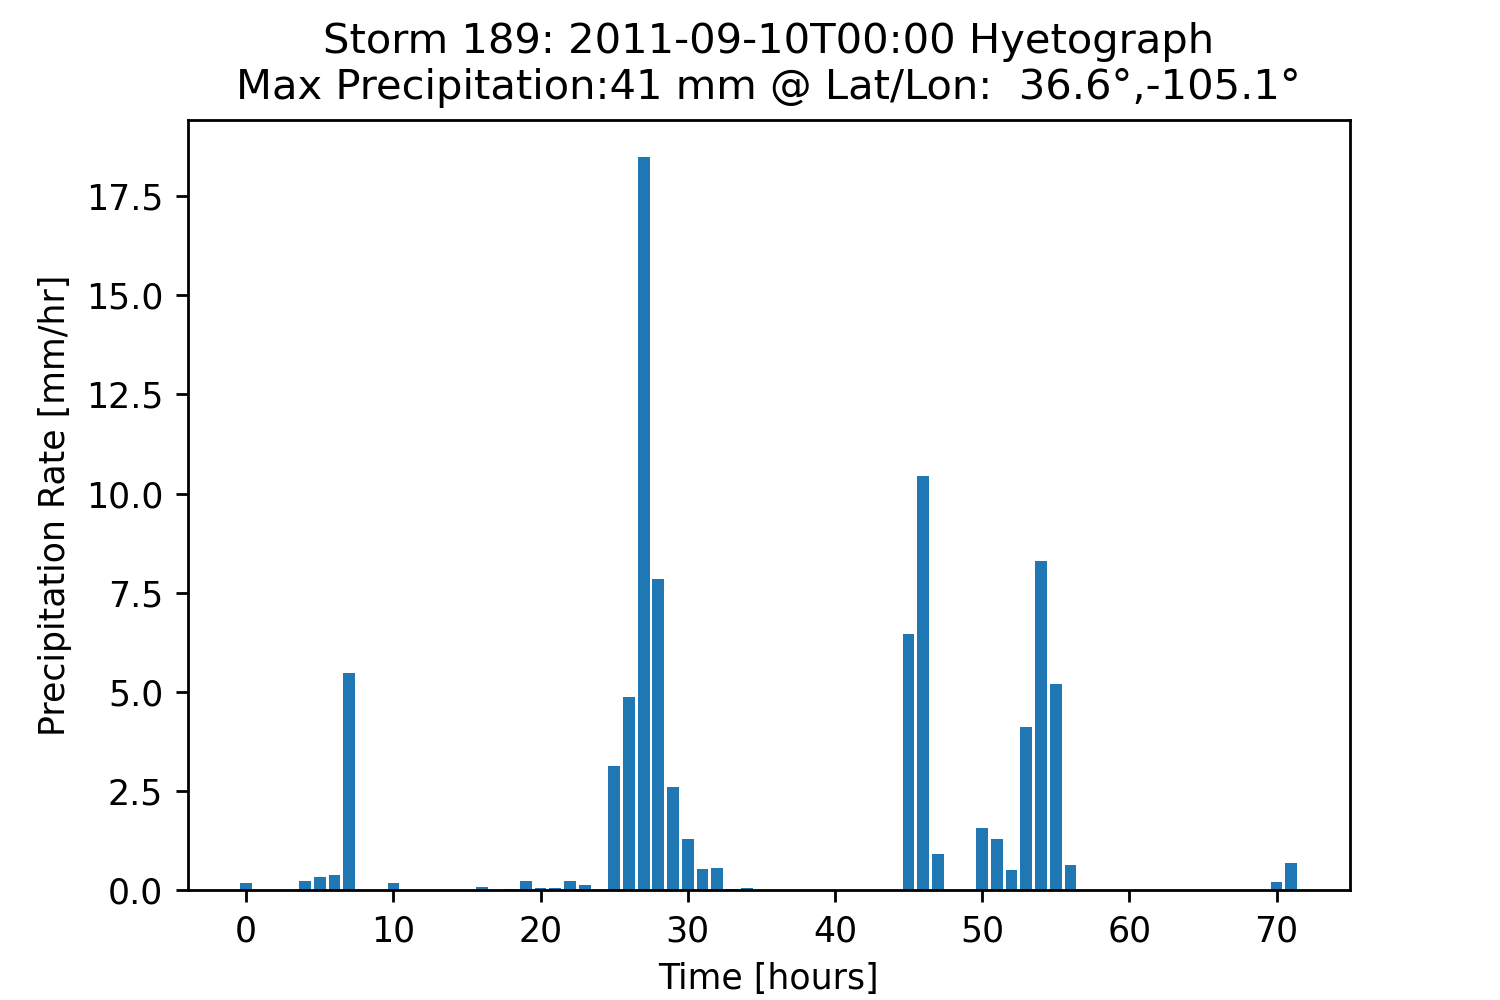 Storm 189: 2011-09-10T00:00 Hyetograph
Max Precipitation:41 mm @ Lat/Lon:  36.6°,-105.1°
17.5
15.0
12.5
10.0
7.5
5.0
2.5
0.0
Precipitation Rate [mm/hr]
0 10 20 30 40 50 60 70
Time [hours]